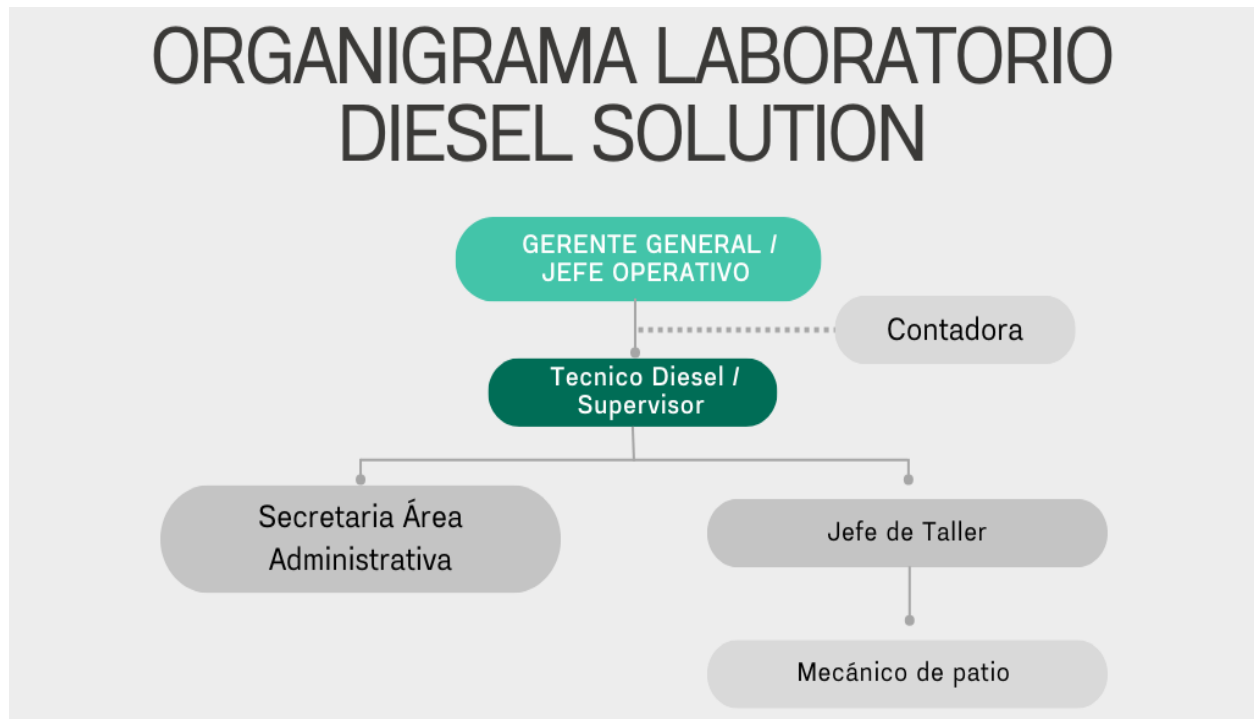 ORGANIGRAMA LABORATORIO
DIESEL SOLUTION
GERENTE GENERAL /
JEFE OPERATIVO
Contadora
Tecnico Diesel /
Supervisor
Secretaria Área
Administrativa
Jefe de Taller
Mecánico de patio